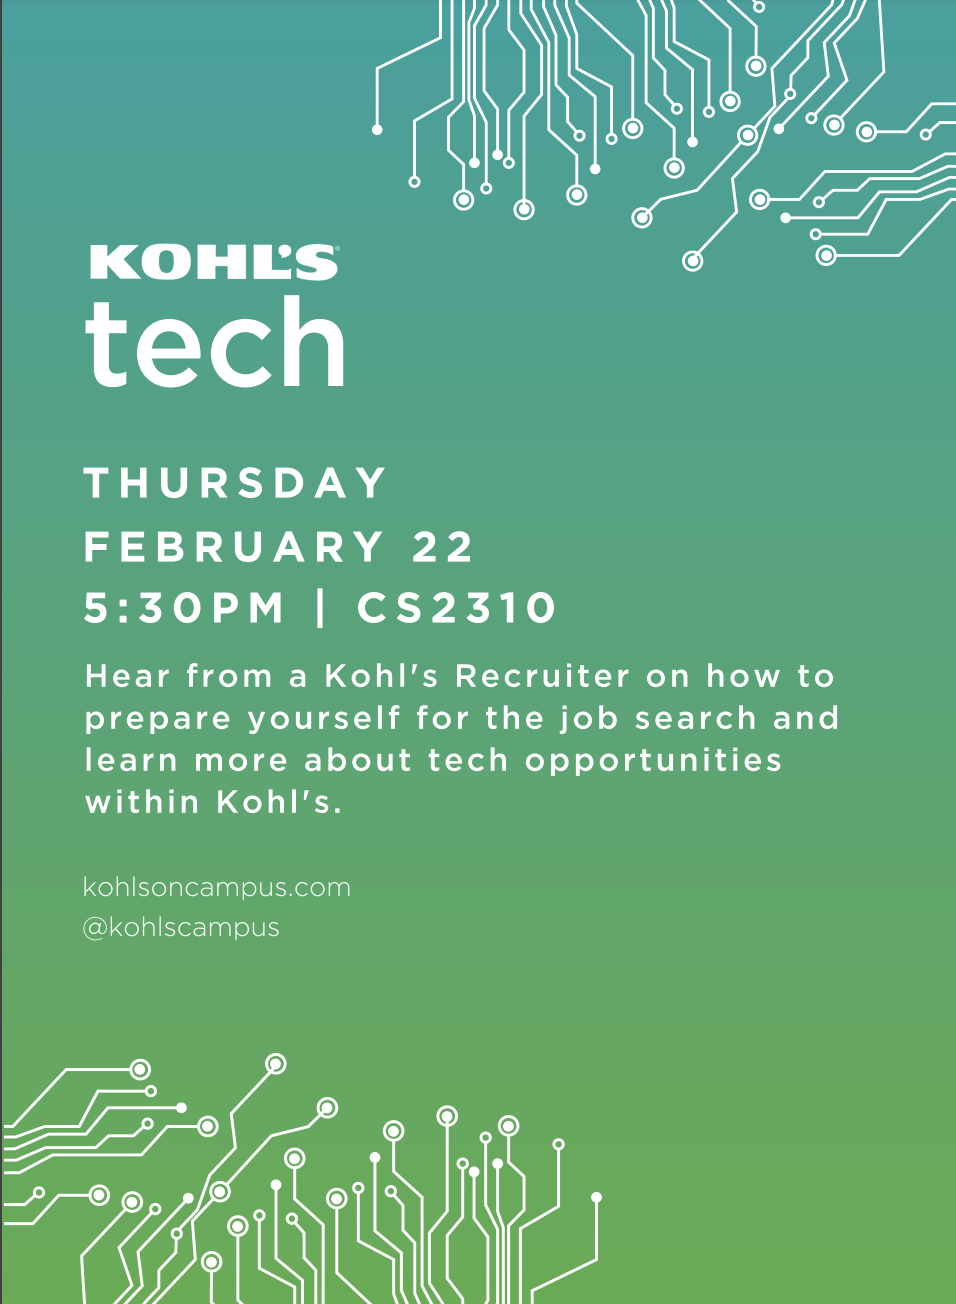 KOHL'S®
tech
THURSDAY
FEBRUARY 22
5:30PM | CS2310
Hear from a Kohl's Recruiter on how to
prepare yourself for the job search and
learn more about tech opportunities
within Kohl's.
kohlsoncampus.com
@kohlscampus